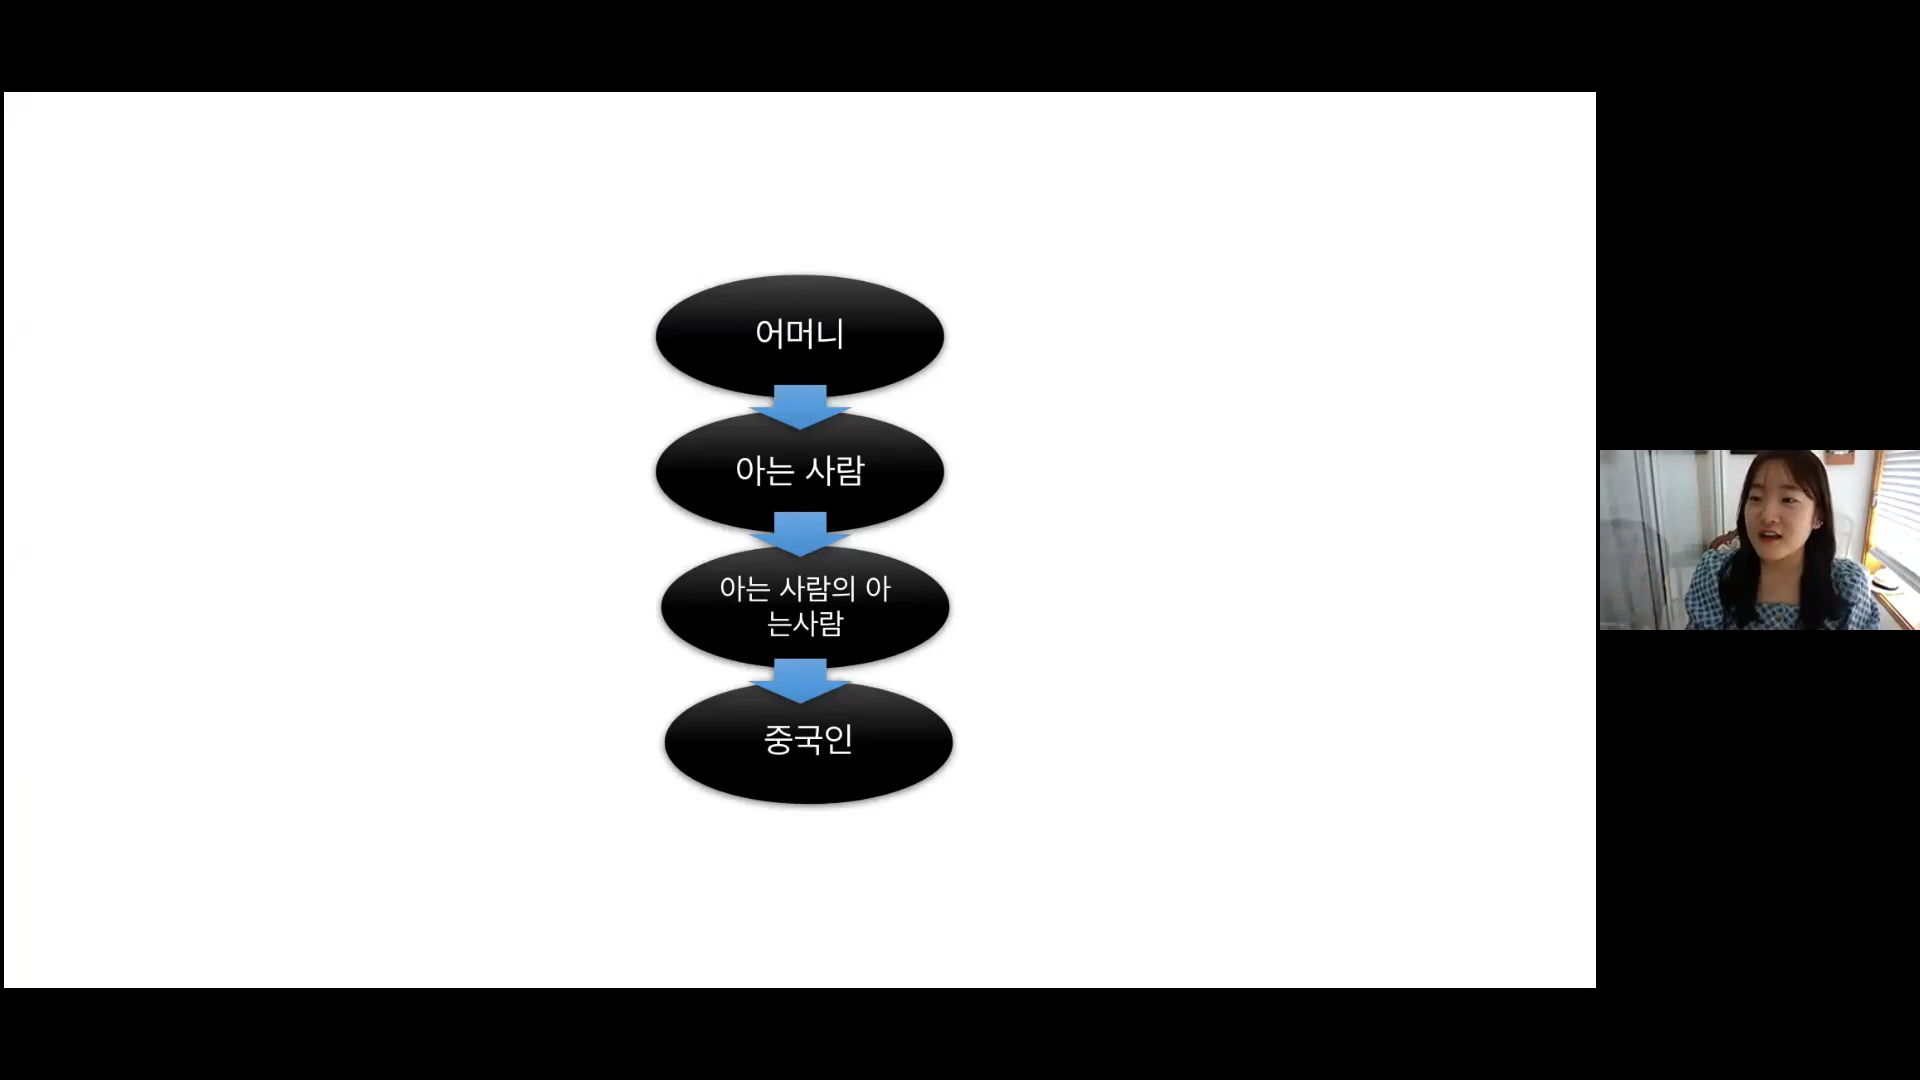 어머니
아는 사람
아는 사람의 아
는사람
중국인